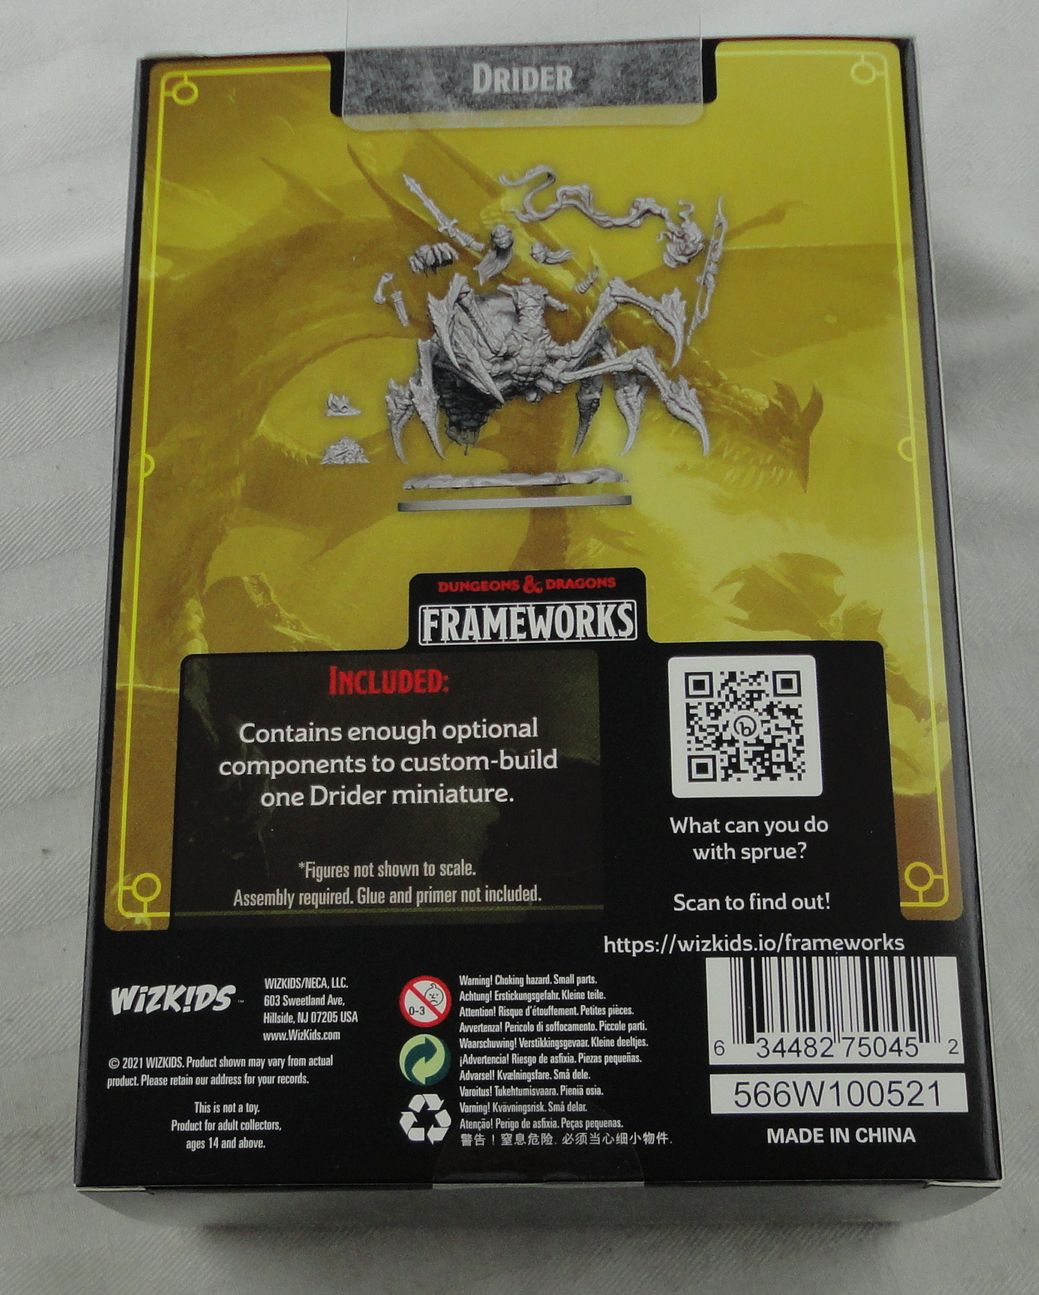 DRIDER
DUNGEONS & DRAGONS
FRAMEWORKS
INCLUDED:
Contains enough optional
components to custom-build
one Drider miniature.
*Figures not shown to scale.
Assembly required. Glue and primer not included.
What can you do
with sprue?
Scan to find out!
https://wizkids.io/frameworks
WIZK!DS™
WIZKIDS/NECA, LLC.
603 Sweetland Ave,
Hillside, NJ 07205 USA
www.WizKids.com
© 2021 WIZKIDS. Product shown may vary from actual
product. Please retain our address for your records.
This is not a toy.
Product for adult collectors,
ages 14 and above.
0-3
Warning! Choking hazard. Small parts.
Achtung! Erstickungsgefahr. Kleine teile.
Attention! Risque d'étouffement. Petites pièces.
Avvertenza! Pericolo di soffocamento. Piccole parti.
Waarschuwing! Verstikkingsgevaar. Kleine deeltjes.
¡Advertencia! Riesgo de asfixia. Piezas pequeñas.
Advarsel! Kvælningsfare. Små dele.
Varoitus! Tukehtumisvaara. Pieniä osia.
Varning! Kvävningsrisk. Små delar.
Atenção! Perigo de asfixia. Peças pequenas.
警告！窒息危险. 必须当心细小物件.
6 34482 75045 2
566W100521
MADE IN CHINA